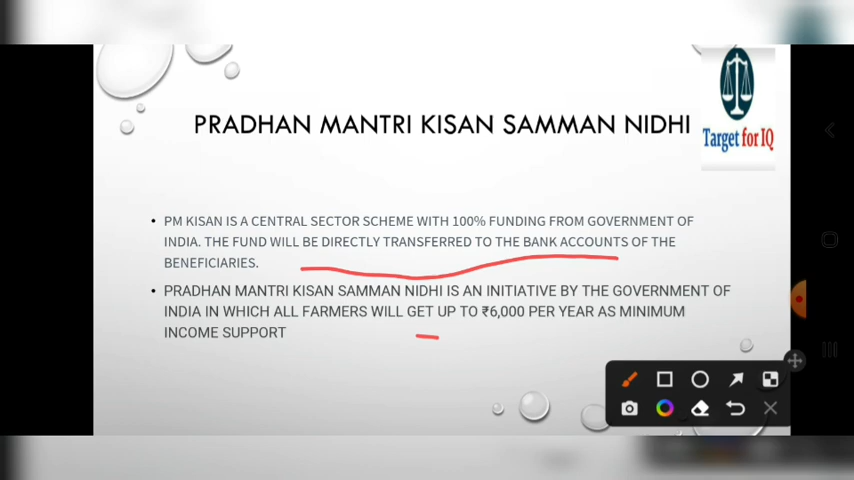 PRADHAN MANTRI KISAN SAMMAN NIDHI
Target for IQ
• PM KISAN IS A CENTRAL SECTOR SCHEME WITH 100% FUNDING FROM GOVERNMENT OF
INDIA. THE FUND WILL BE DIRECTLY TRANSFERRED TO THE BANK ACCOUNTS OF THE
BENEFICIARIES.
• PRADHAN MANTRI KISAN SAMMAN NIDHI IS AN INITIATIVE BY THE GOVERNMENT OF
INDIA IN WHICH ALL FARMERS WILL GET UP TO ₹6,000 PER YEAR AS MINIMUM
INCOME SUPPORT